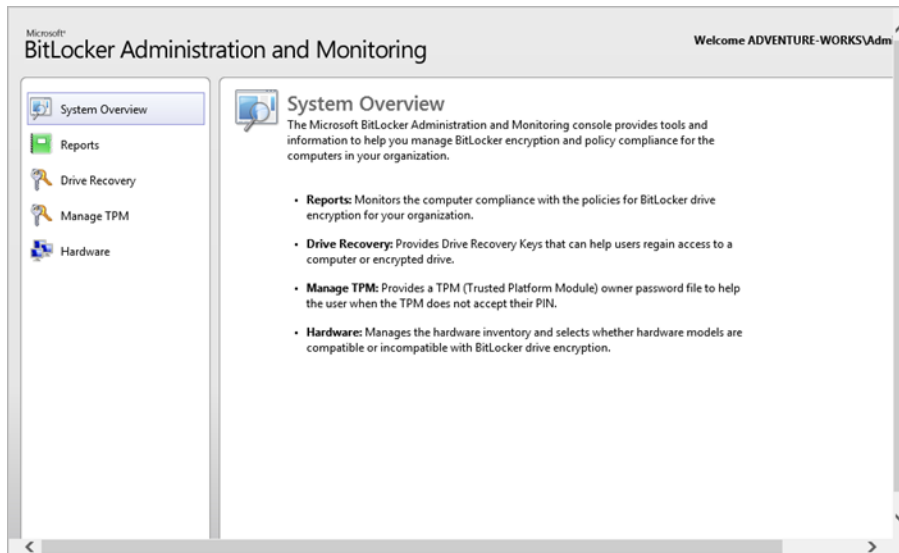 Microsoft®
BitLocker Administration and Monitoring
Welcome ADVENTURE-WORKS\Adm
System Overview
Reports
Drive Recovery
Manage TPM
Hardware
System Overview
The Microsoft BitLocker Administration and Monitoring console provides tools and
information to help you manage BitLocker encryption and policy compliance for the
computers in your organization.
• Reports: Monitors the computer compliance with the policies for BitLocker drive
encryption for your organization.
• Drive Recovery: Provides Drive Recovery Keys that can help users regain access to a
computer or encrypted drive.
• Manage TPM: Provides a TPM (Trusted Platform Module) owner password file to help
the user when the TPM does not accept their PIN.
• Hardware: Manages the hardware inventory and selects whether hardware models are
compatible or incompatible with BitLocker drive encryption.